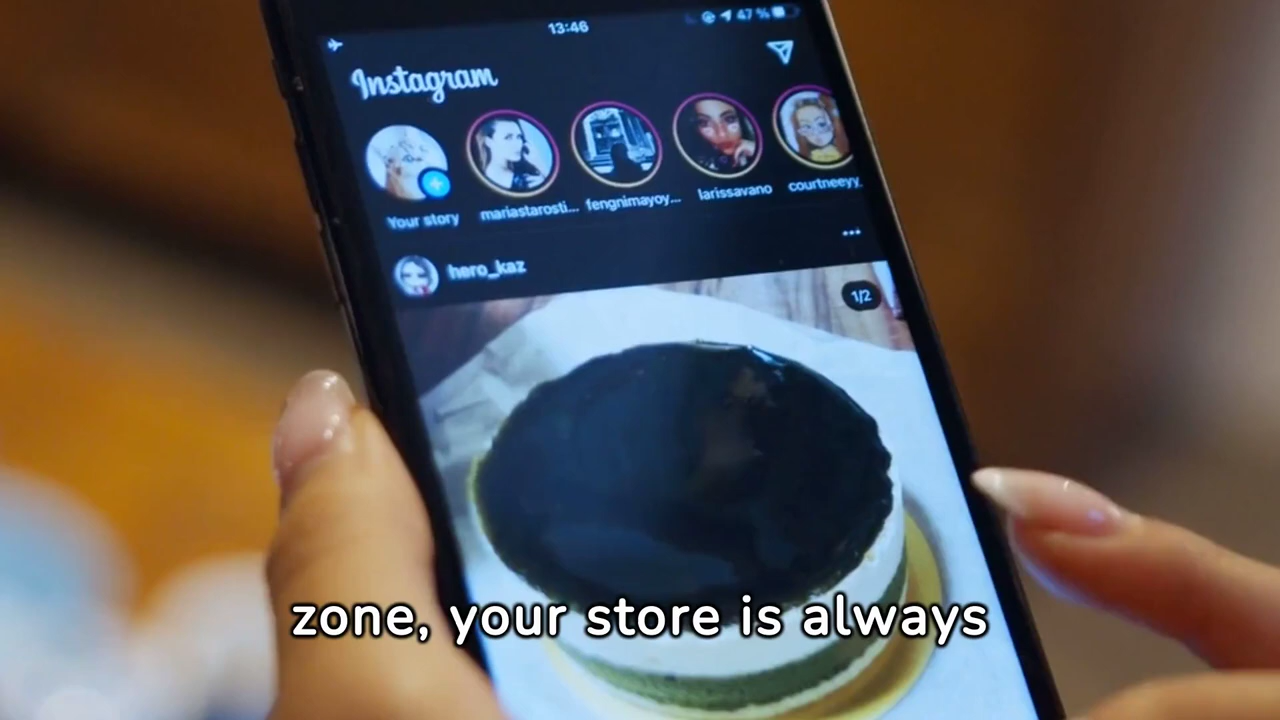 13:46
47 %
Instagram
Your story
mariastarosti...
fengnimayoy...
larissavano
courtneeyy
hero_kaz
1/2
zone, your store is always